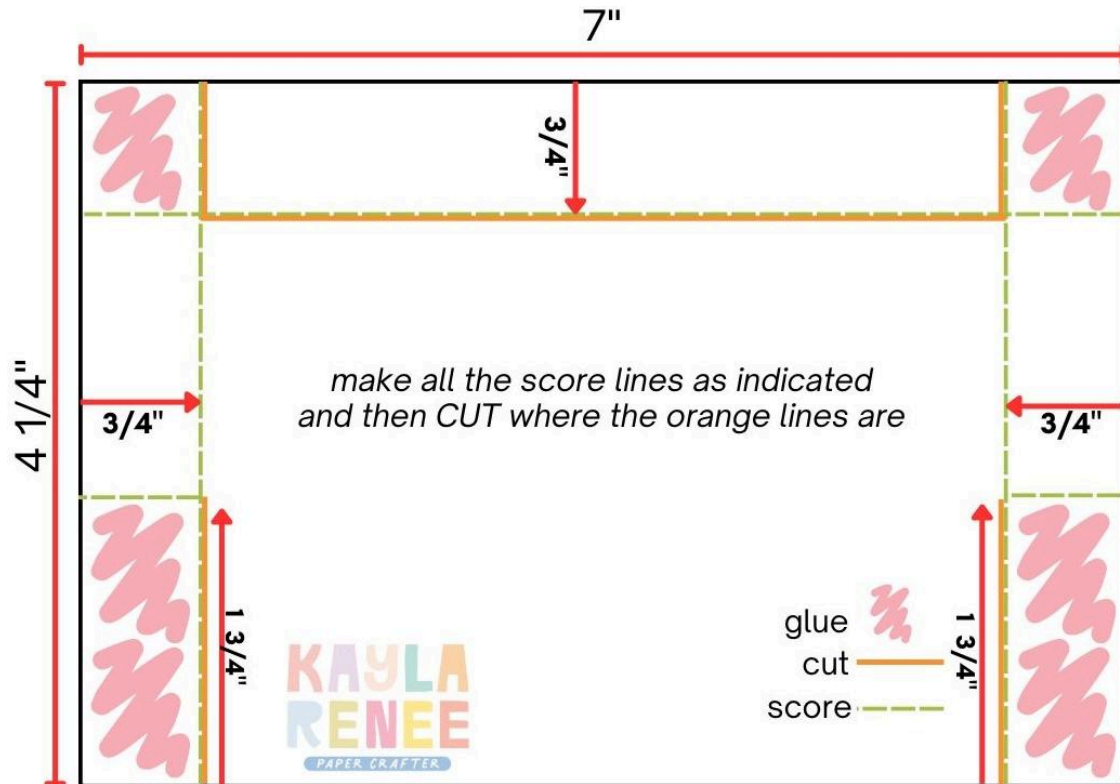 7"
3/4"
4 1/4"
make all the score lines as indicated
and then CUT where the orange lines are
3/4"
3/4"
1 3/4"
1 3/4"
glue
cut
score
KAYLA
RENEE
PAPER CRAFTER